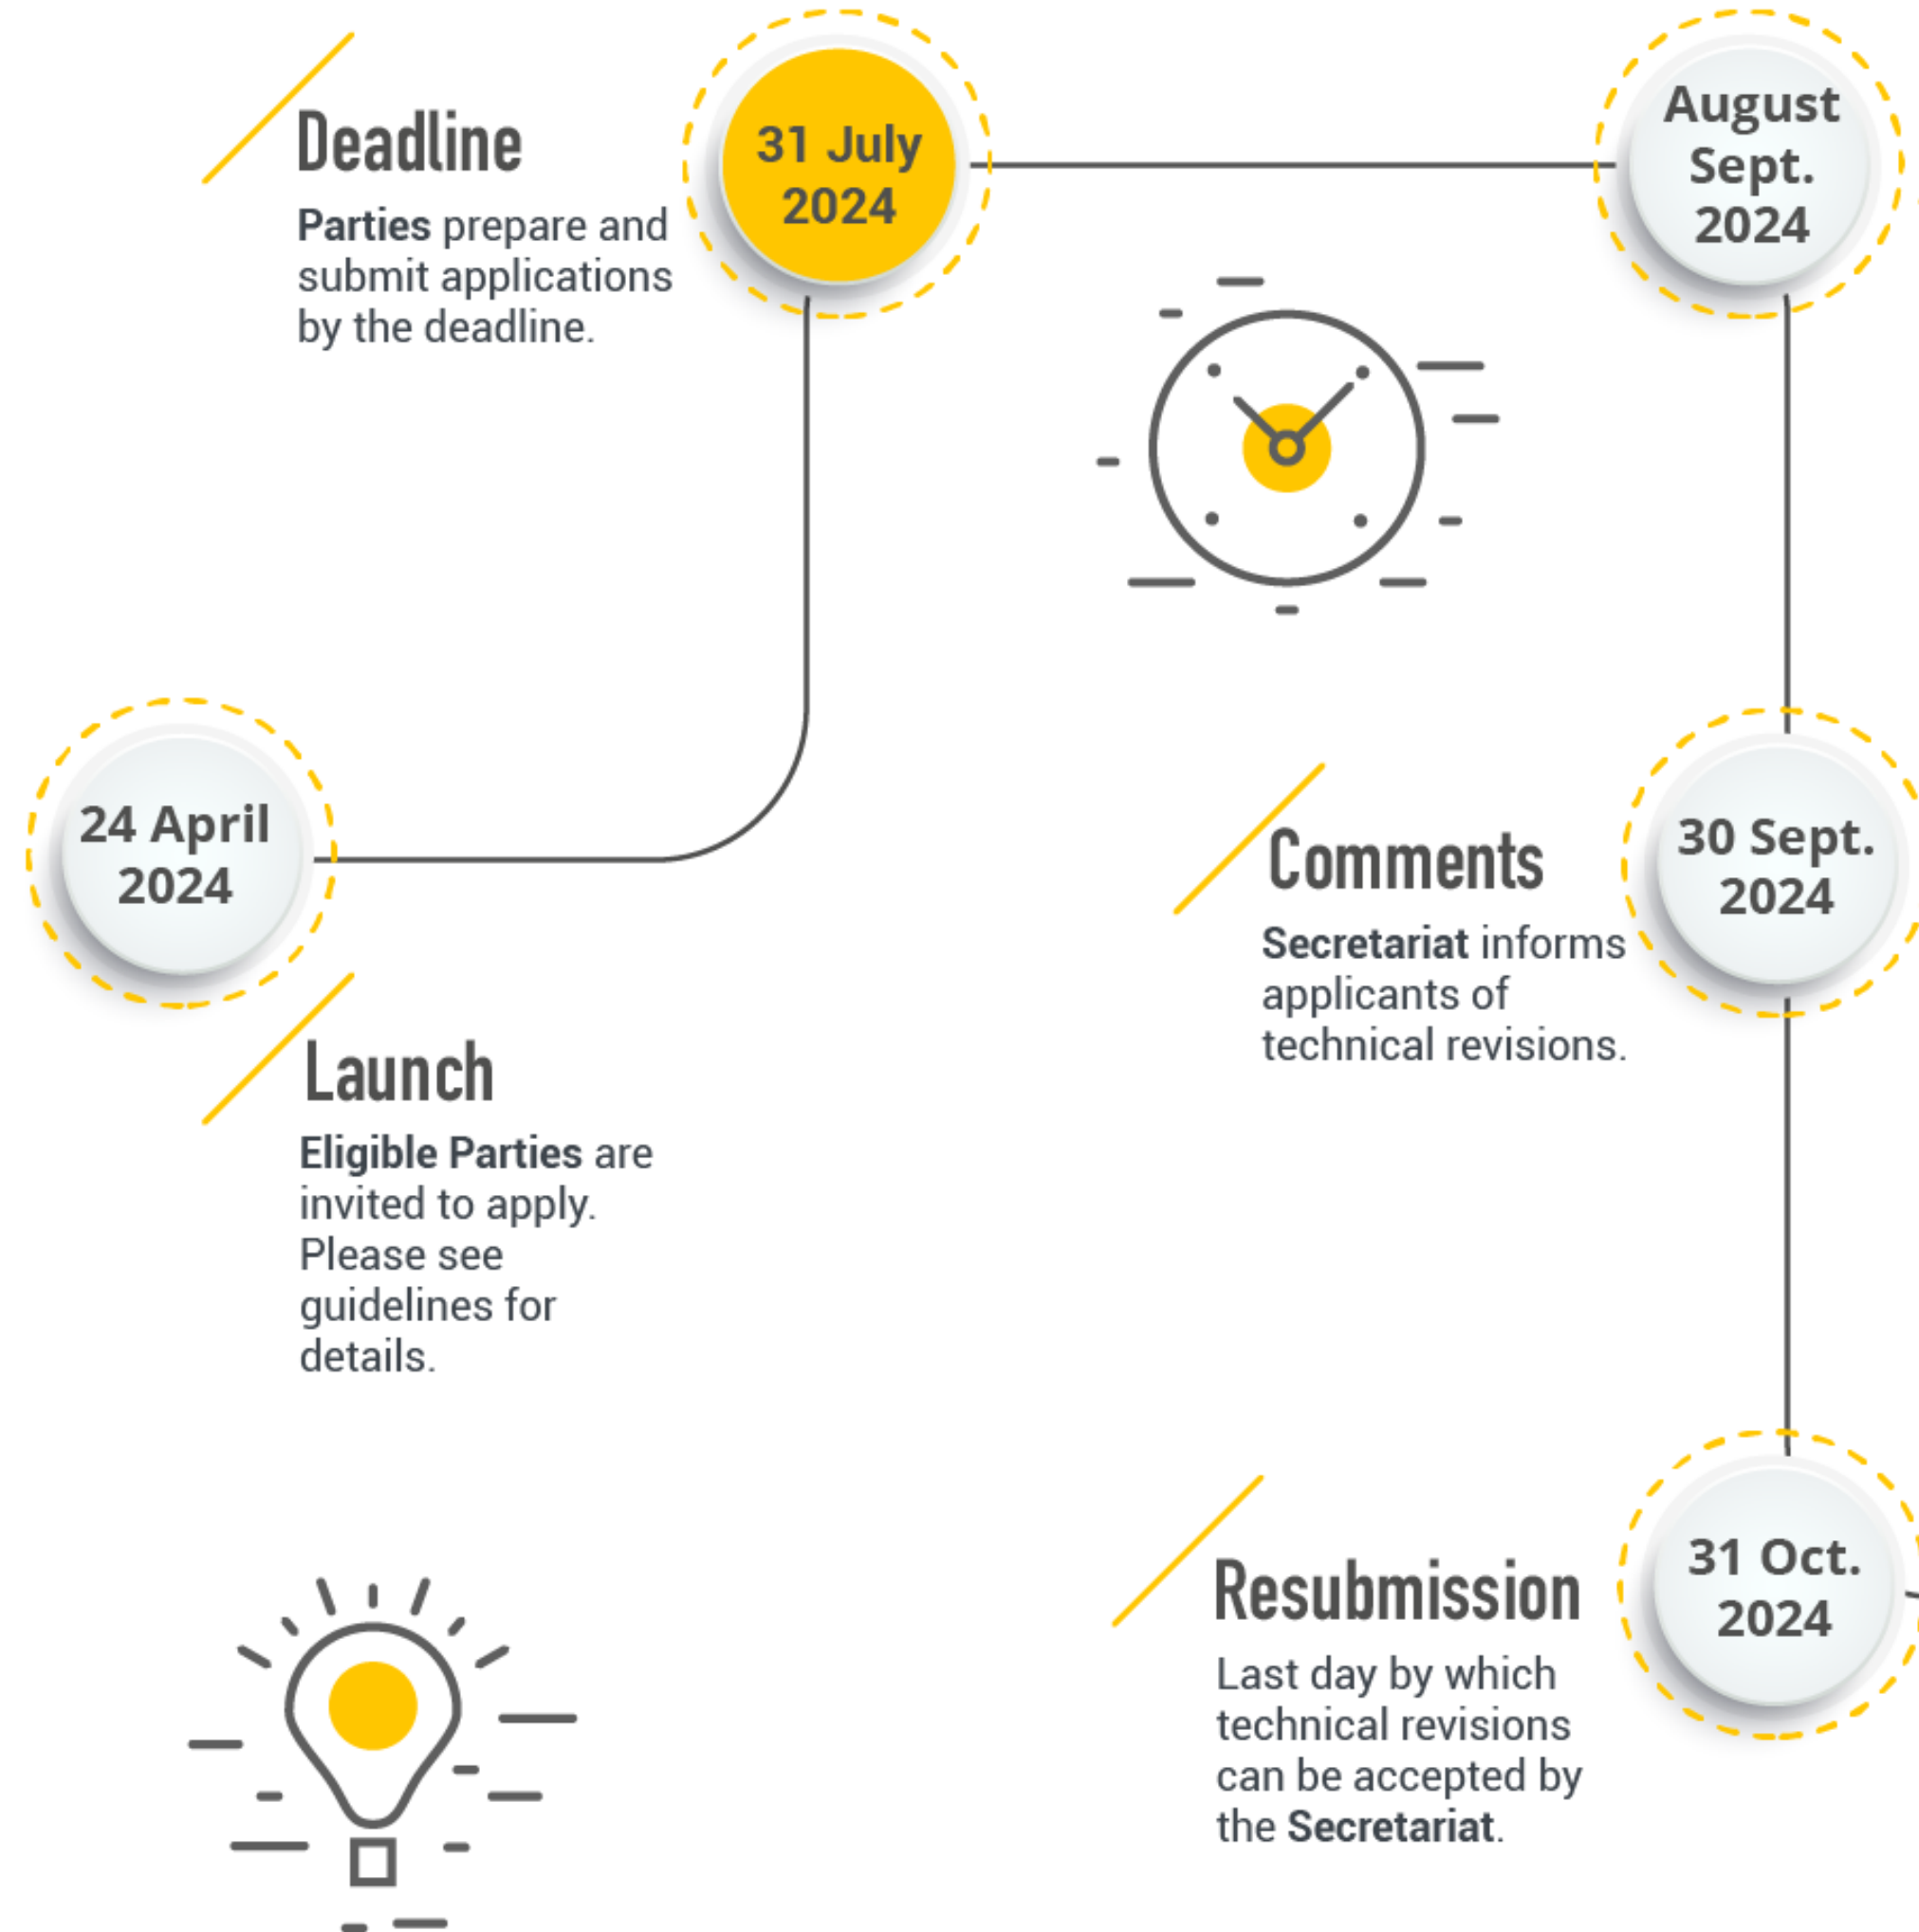 Deadline
Parties prepare and
submit applications
by the deadline.
31 July
2024
August
Sept.
2024
24 April
2024
Launch
Eligible Parties are
invited to apply.
Please see
guidelines for
details.
Comments
Secretariat informs
applicants of
technical revisions.
30 Sept.
2024
Resubmission
Last day by which
technical revisions
can be accepted by
the Secretariat.
31 Oct.
2024